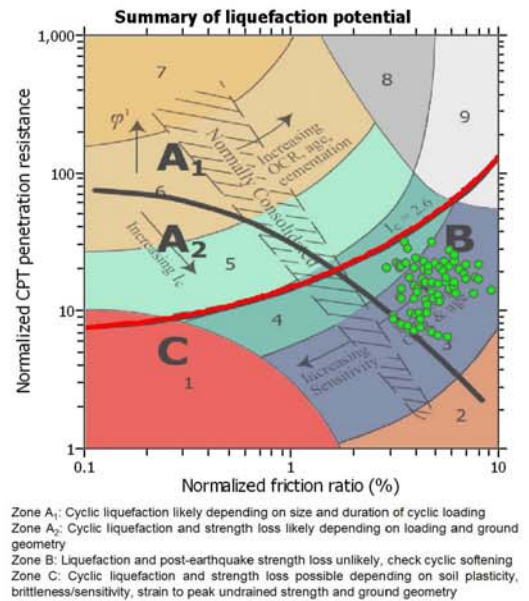 Summary of liquefaction potential
Normalized CPT penetration resistance
1,000
100
10
1
7
8
9
φ'
A1
Normally Consolidated
Increasing
OCR, age,
cementation
6
A2
Increasing Ic
5
Ic = 2.6
B
4
C
1
Increasing
Sensitivity
3
2
0.1
1
10
Normalized friction ratio (%)
Zone A1: Cyclic liquefaction likely depending on size and duration of cyclic loading
Zone A2: Cyclic liquefaction and strength loss likely depending on loading and ground
geometry
Zone B: Liquefaction and post-earthquake strength loss unlikely, check cyclic softening
Zone C: Cyclic liquefaction and strength loss possible depending on soil plasticity,
brittleness/sensitivity, strain to peak undrained strength and ground geometry